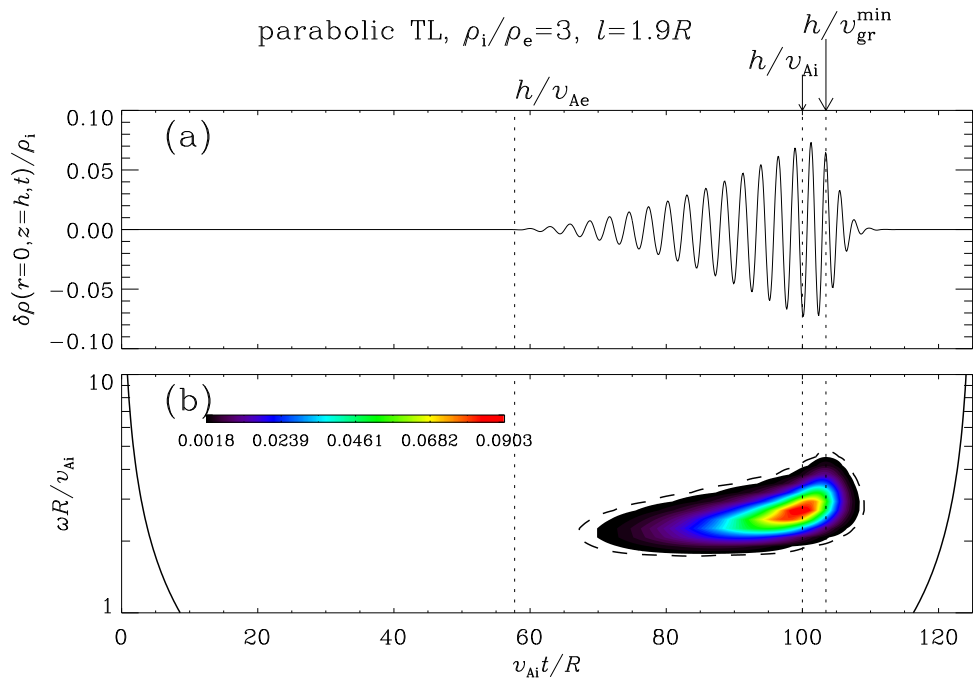 parabolic TL, ρi/ρe=3, l=1.9R
h/v_gr^min
h/v_Ai
h/v_Ae
(a)
0.10
0.05
0.00
−0.05
−0.10
δρ(r=0,z=h,t)/ρi
(b)
0.0018 0.0239 0.0461 0.0682 0.0903
10
1
ωR/v_Ai
0 20 40 60 80 100 120
v_Ai t/R